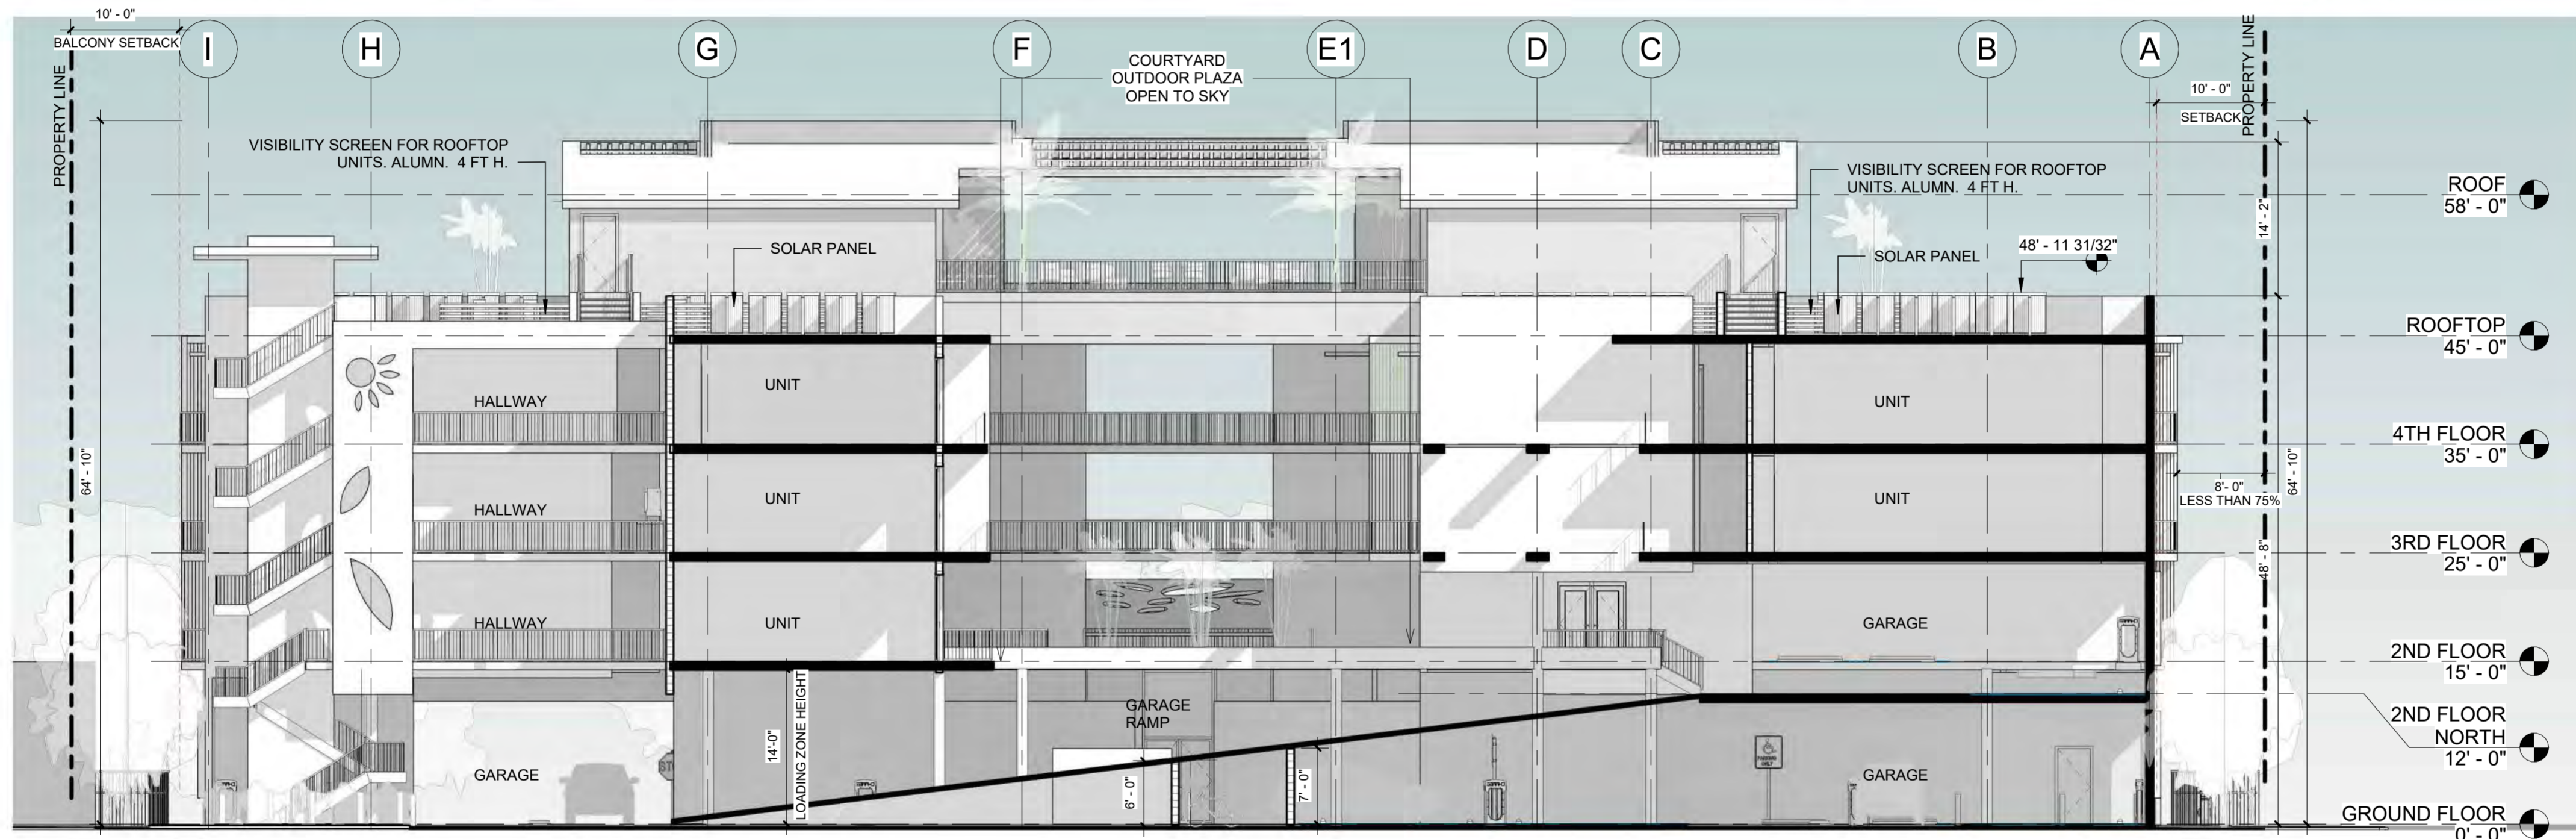 10' - 0"
BALCONY SETBACK
PROPERTY LINE
I
H
G
F
E1
D
C
B
A
COURTYARD
OUTDOOR PLAZA
OPEN TO SKY
PROPERTY LINE
10' - 0"
SETBACK
VISIBILITY SCREEN FOR ROOFTOP
UNITS. ALUMN. 4 FT H.
VISIBILITY SCREEN FOR ROOFTOP
UNITS. ALUMN. 4 FT H.
ROOF
58' - 0"
14' - 2"
SOLAR PANEL
SOLAR PANEL
48' - 11 31/32"
ROOFTOP
45' - 0"
HALLWAY
UNIT
UNIT
4TH FLOOR
35' - 0"
64' - 10"
64' - 10"
8'- 0"
LESS THAN 75%
HALLWAY
UNIT
UNIT
3RD FLOOR
25' - 0"
48' - 8"
HALLWAY
UNIT
GARAGE
2ND FLOOR
15' - 0"
GARAGE
RAMP
2ND FLOOR
NORTH
12' - 0"
14'-0"
LOADING ZONE HEIGHT
GARAGE
6' - 0"
7' - 0"
GARAGE
GROUND FLOOR
0' - 0"